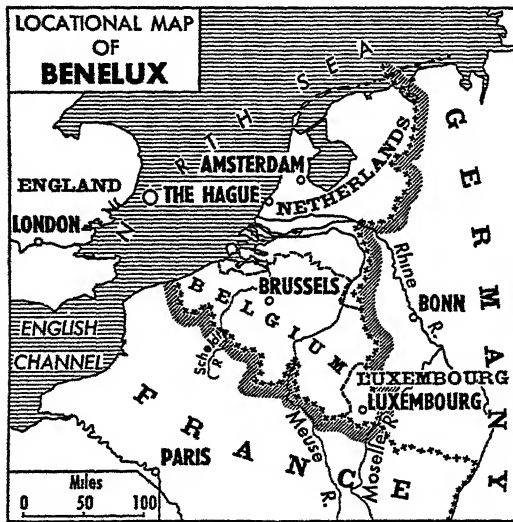 LOCATIONAL MAP
OF
BENELUX
NORTH SEA
GERMANY
NETHERLANDS
AMSTERDAM
THE HAGUE
ENGLAND
LONDON
Rhine R.
BRUSSELS
BELGIUM
BONN
ENGLISH
CHANNEL
Scheldt R.
LUXEMBOURG
LUXEMBOURG
FRANCE
Meuse R.
Moselle R.
PARIS
Miles
0 50 100